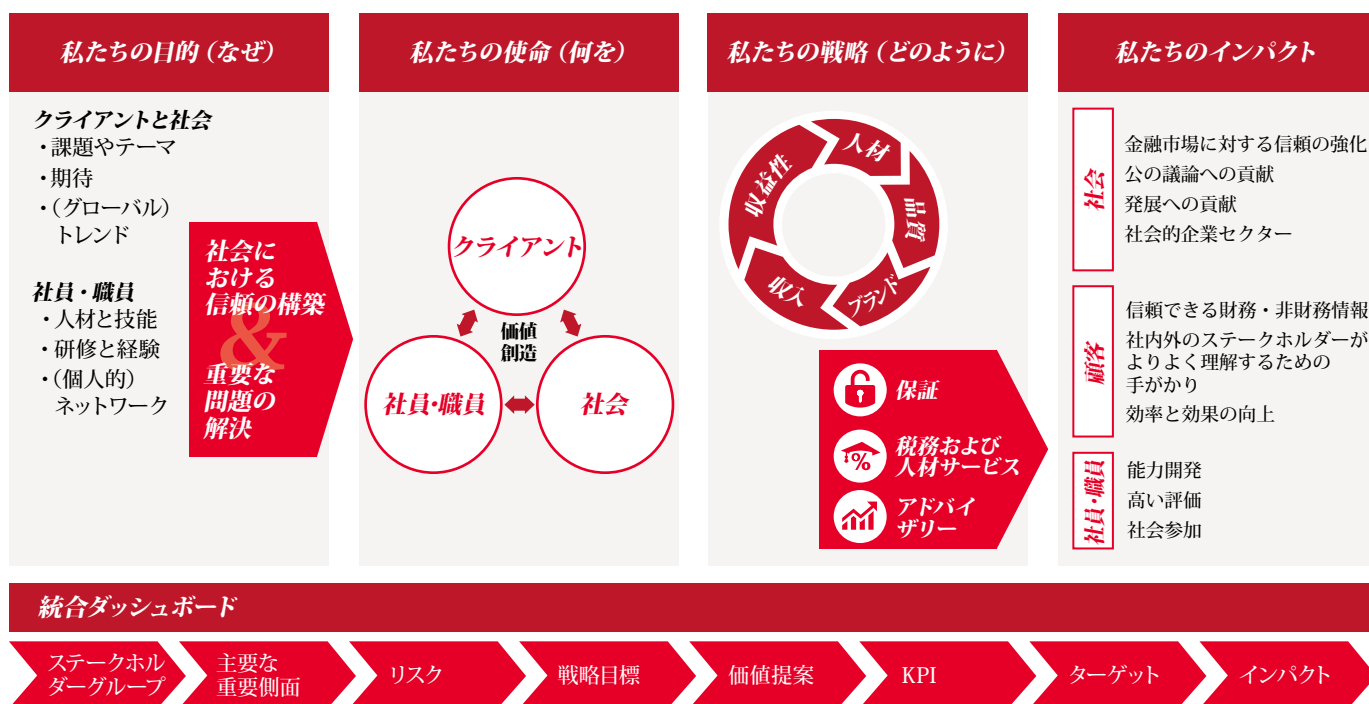 私たちの目的（なぜ）
クライアントと社会
・課題やテーマ
・期待
・（グローバル）
トレンド
社員・職員
・人材と技能
・研修と経験
・（個人的）
ネットワーク
社会に
おける
信頼の構築
&
重要な
問題の
解決
私たちの使命（何を）
クライアント
価値
創造
社員・職員
社会
私たちの戦略（どのように）
人材
品質
ブランド
収入
収益性
保証
税務および
人材サービス
アドバイ
ザリー
私たちのインパクト
社会
金融市場に対する信頼の強化
公の議論への貢献
発展への貢献
社会的企業セクター
顧客
信頼できる財務・非財務情報
社内外のステークホルダーが
よりよく理解するための
手がかり
効率と効果の向上
社員・職員
能力開発
高い評価
社会参加
統合ダッシュボード
ステークホル
ダーグループ
主要な
重要側面
リスク
戦略目標
価値提案
KPI
ターゲット
インパクト